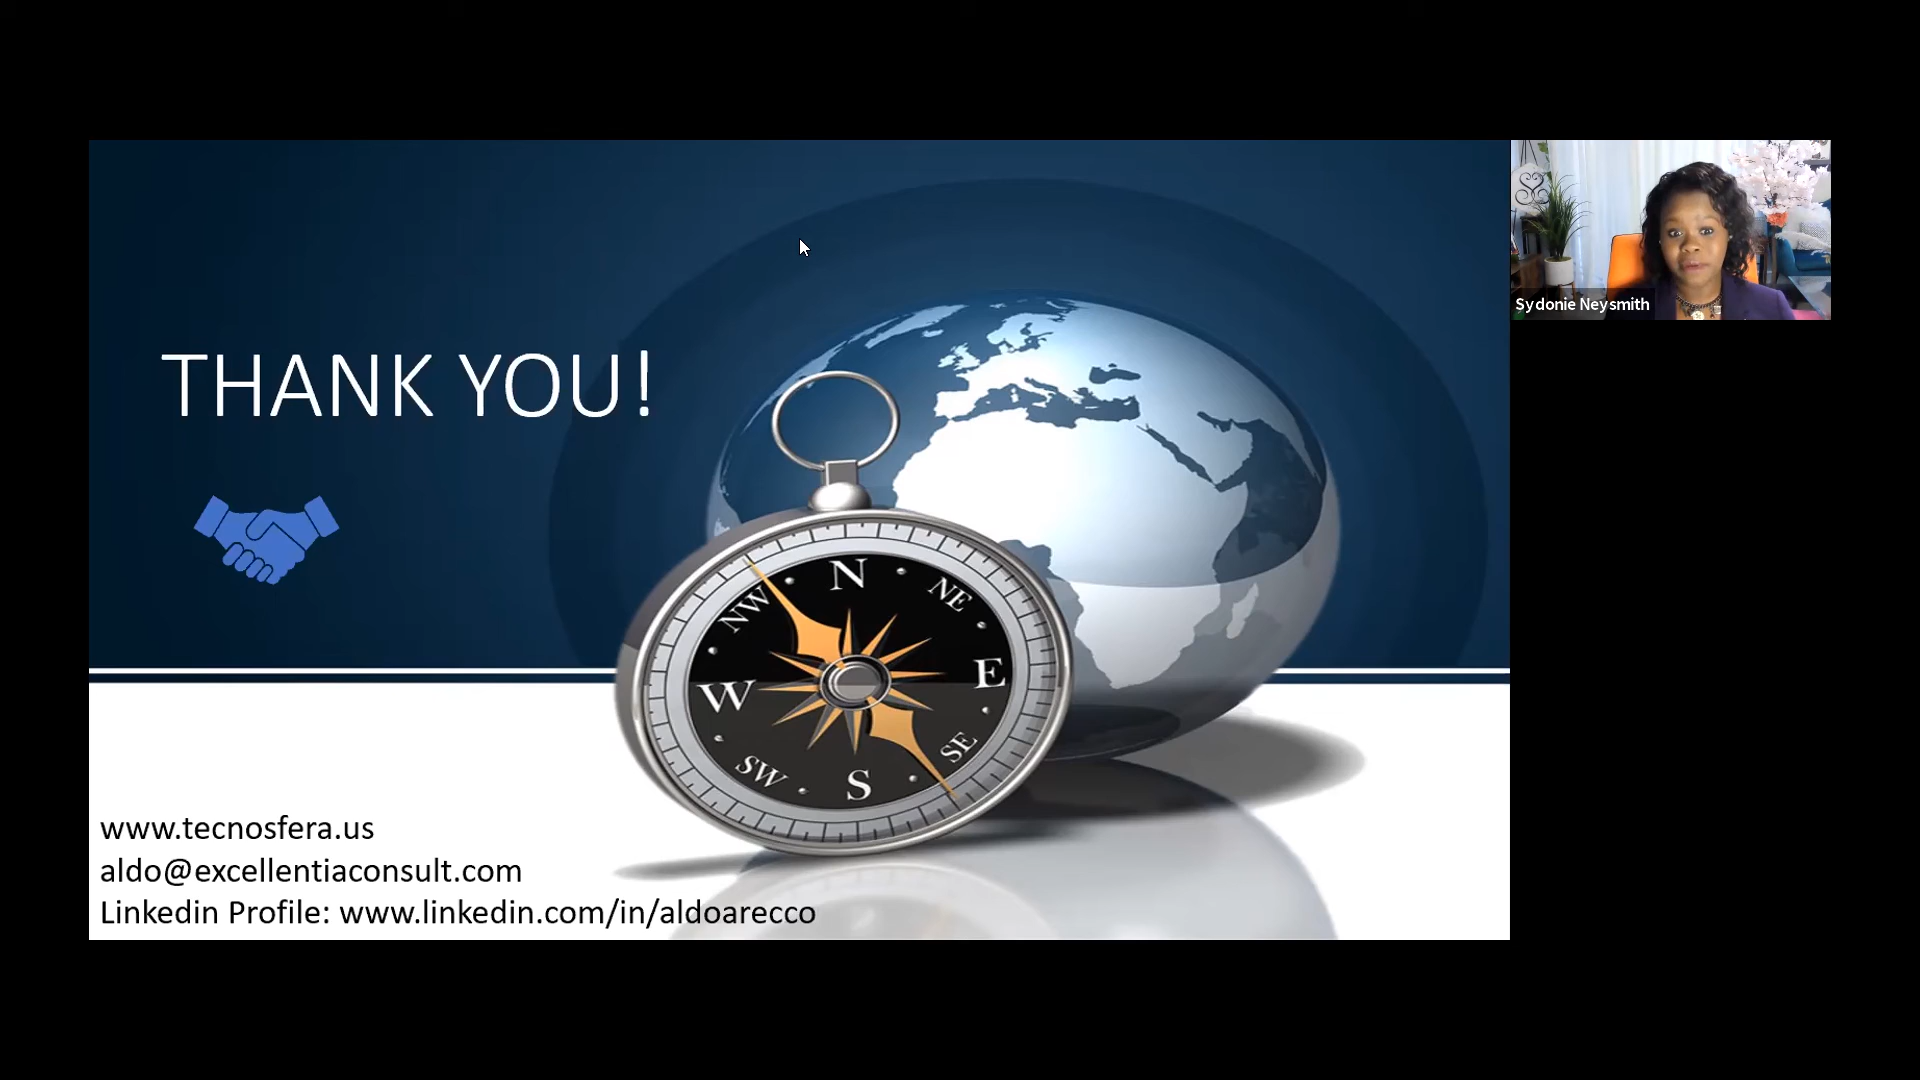 THANK YOU!
N
NE
E
SE
S
SW
W
NW
www.tecnosfera.us
aldo@excellentiaconsult.com
Linkedin Profile: www.linkedin.com/in/aldoarecco
Sydonie Neysmith